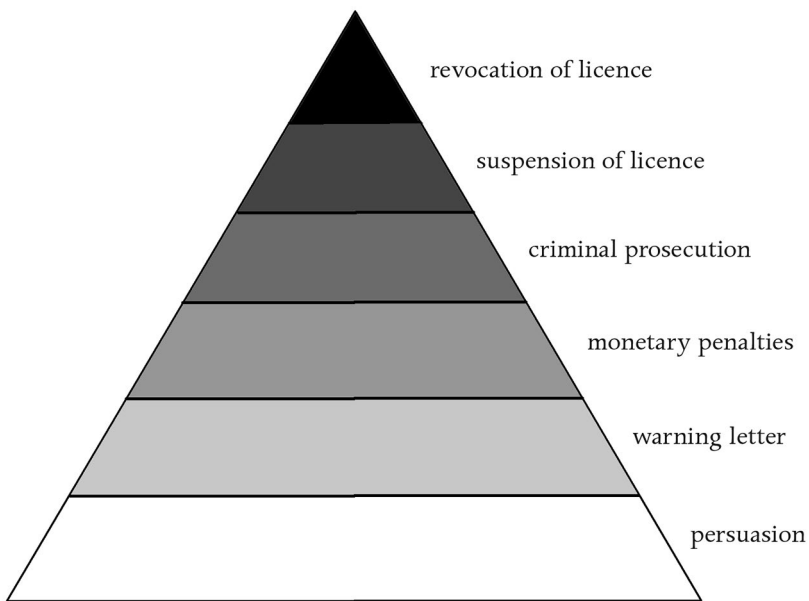 revocation of licence
suspension of licence
criminal prosecution
monetary penalties
warning letter
persuasion